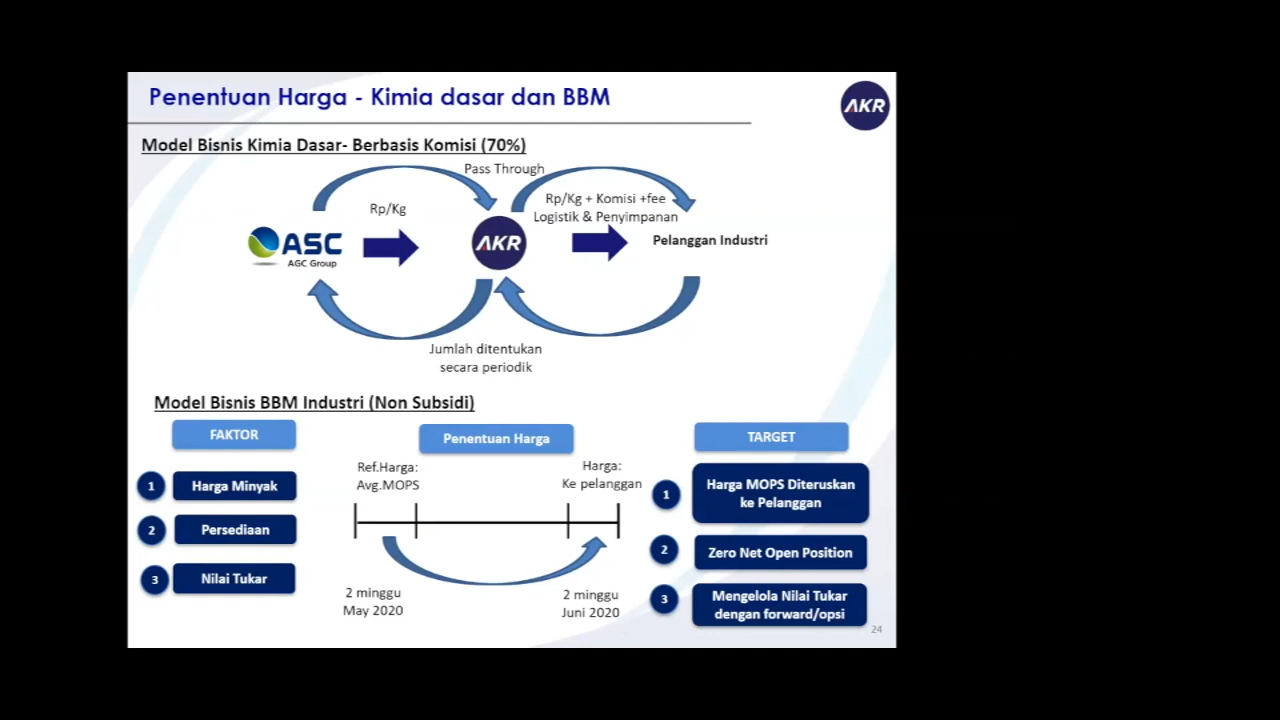 Penentuan Harga - Kimia dasar dan BBM
AKR
Model Bisnis Kimia Dasar- Berbasis Komisi (70%)
Pass Through
Rp/Kg
Rp/Kg + Komisi +fee
Logistik & Penyimpanan
ASC
AGC Group
AKR
Pelanggan Industri
Jumlah ditentukan
secara periodik
Model Bisnis BBM Industri (Non Subsidi)
FAKTOR
1 Harga Minyak
2 Persediaan
3 Nilai Tukar
Penentuan Harga
Ref.Harga:
Avg.MOPS
Harga:
Ke pelanggan
2 minggu
May 2020
2 minggu
Juni 2020
TARGET
1 Harga MOPS Diteruskan
ke Pelanggan
2 Zero Net Open Position
3 Mengelola Nilai Tukar
dengan forward/opsi
24